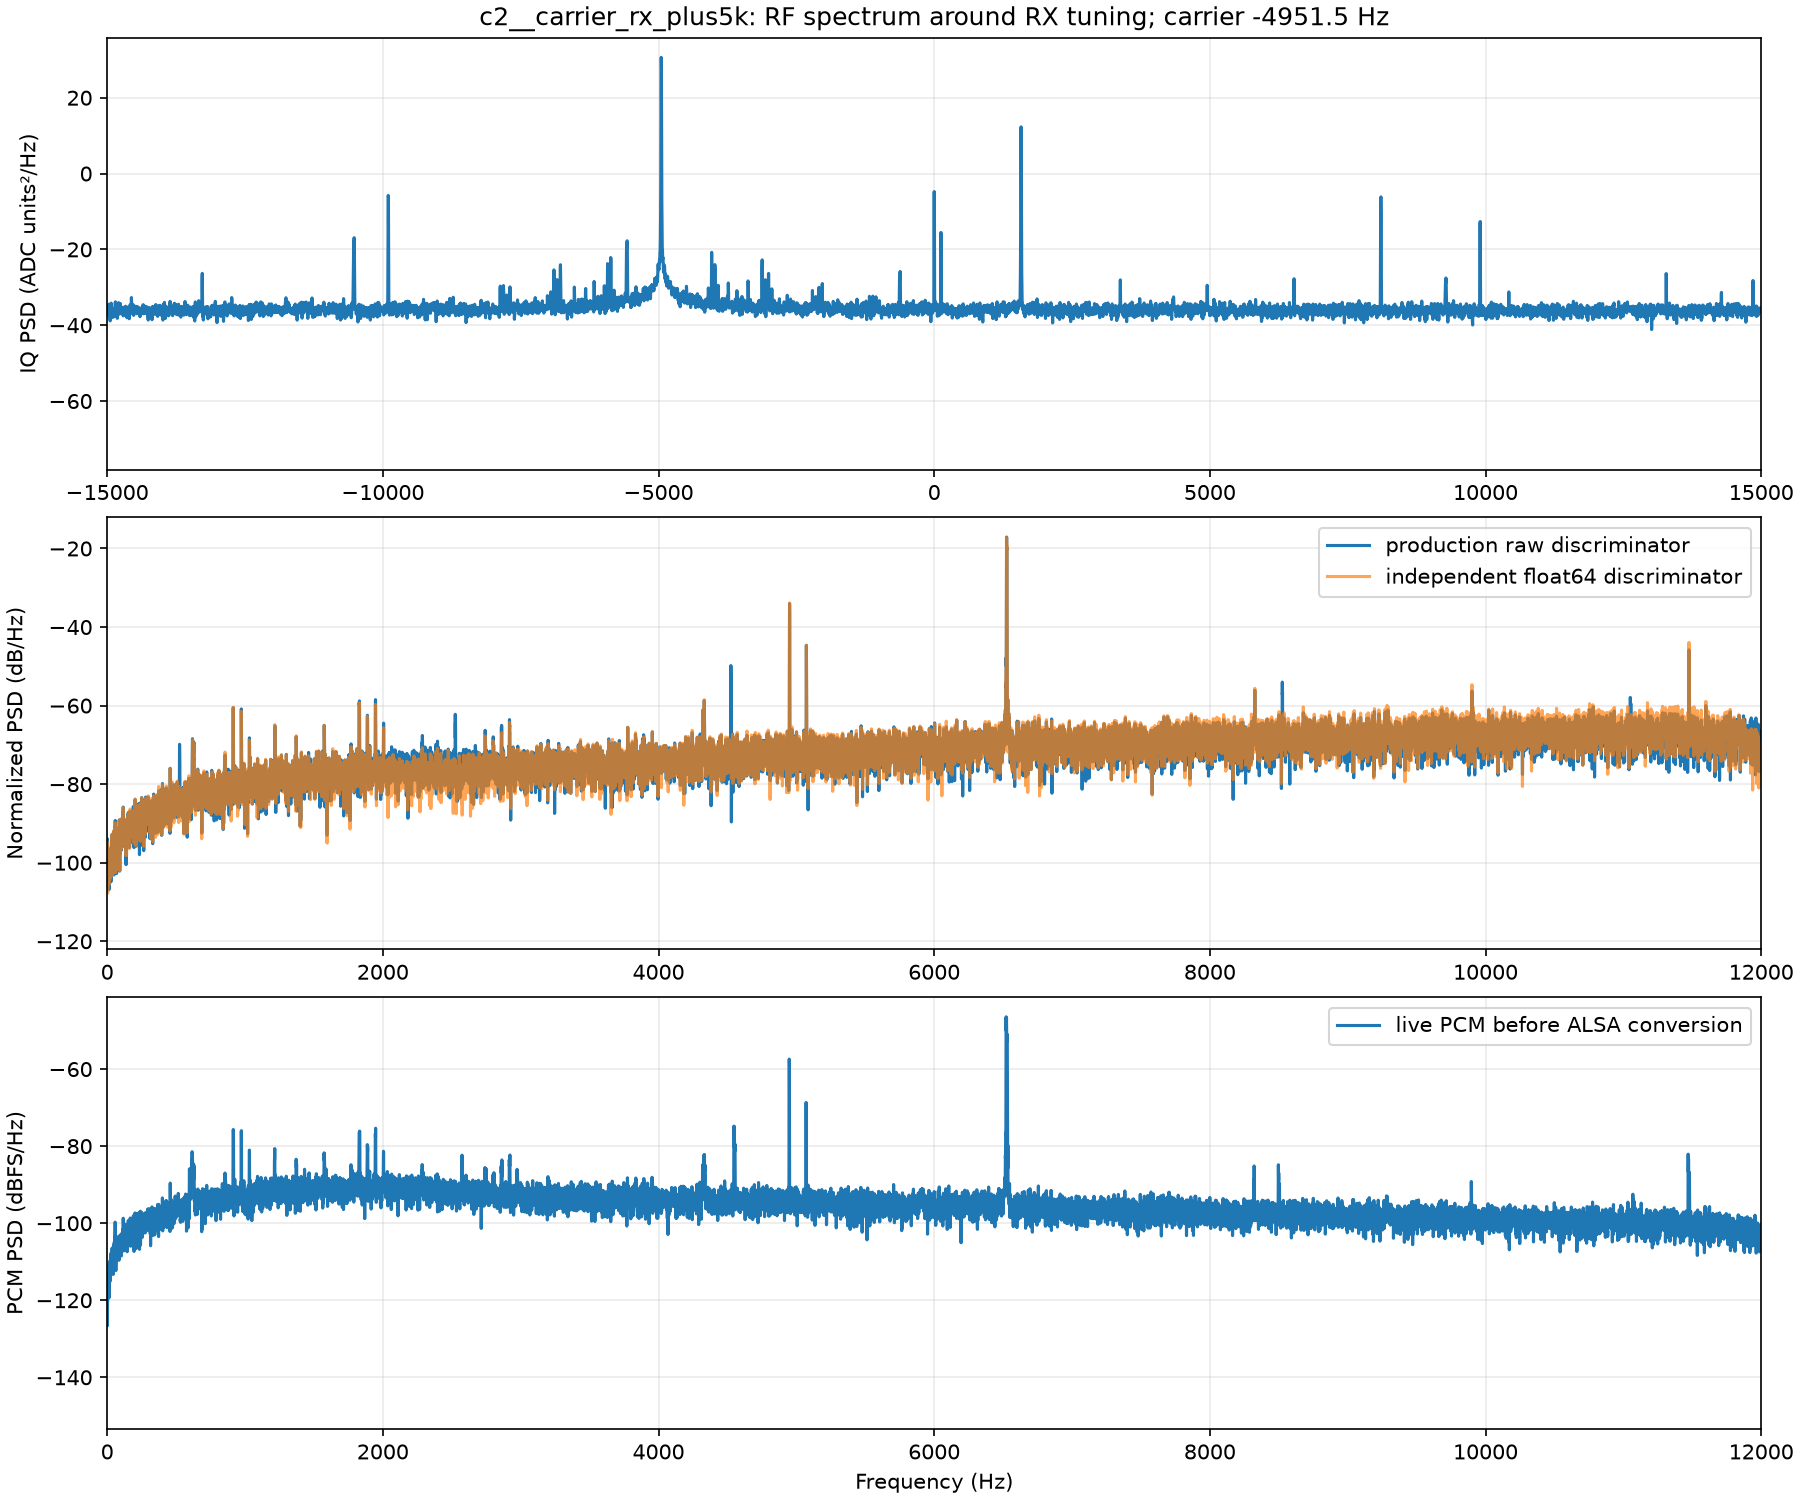 c2__carrier_rx_plus5k: RF spectrum around RX tuning; carrier -4951.5 Hz
IQ PSD (ADC units²/Hz)
20
0
−20
−40
−60
−15000 −10000 −5000 0 5000 10000 15000
Normalized PSD (dB/Hz)
production raw discriminator
independent float64 discriminator
−20
−40
−60
−80
−100
−120
0 2000 4000 6000 8000 10000 12000
PCM PSD (dBFS/Hz)
live PCM before ALSA conversion
−60
−80
−100
−120
−140
0 2000 4000 6000 8000 10000 12000
Frequency (Hz)